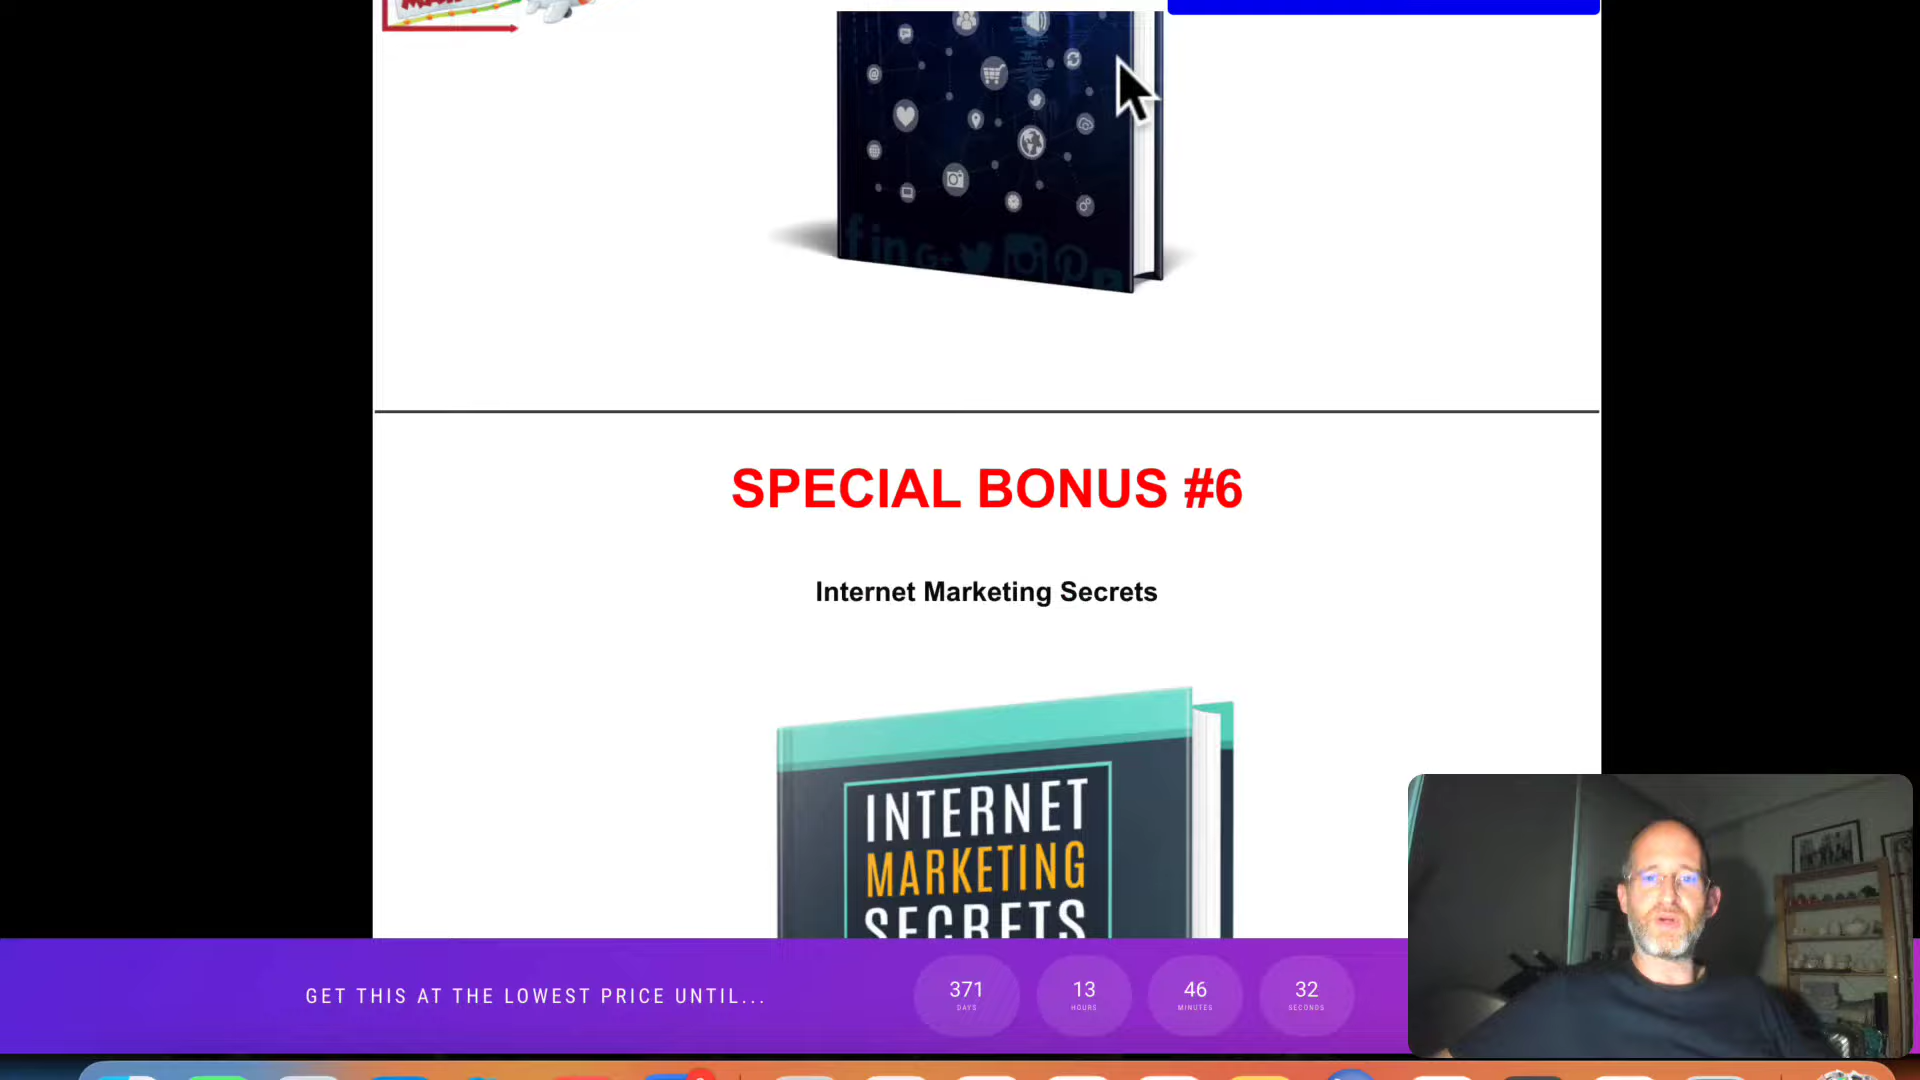 SPECIAL BONUS #6
Internet Marketing Secrets
INTERNET
MARKETING
SECRETS
GET THIS AT THE LOWEST PRICE UNTIL...
371
DAYS
13
HOURS
46
MINUTES
32
SECONDS